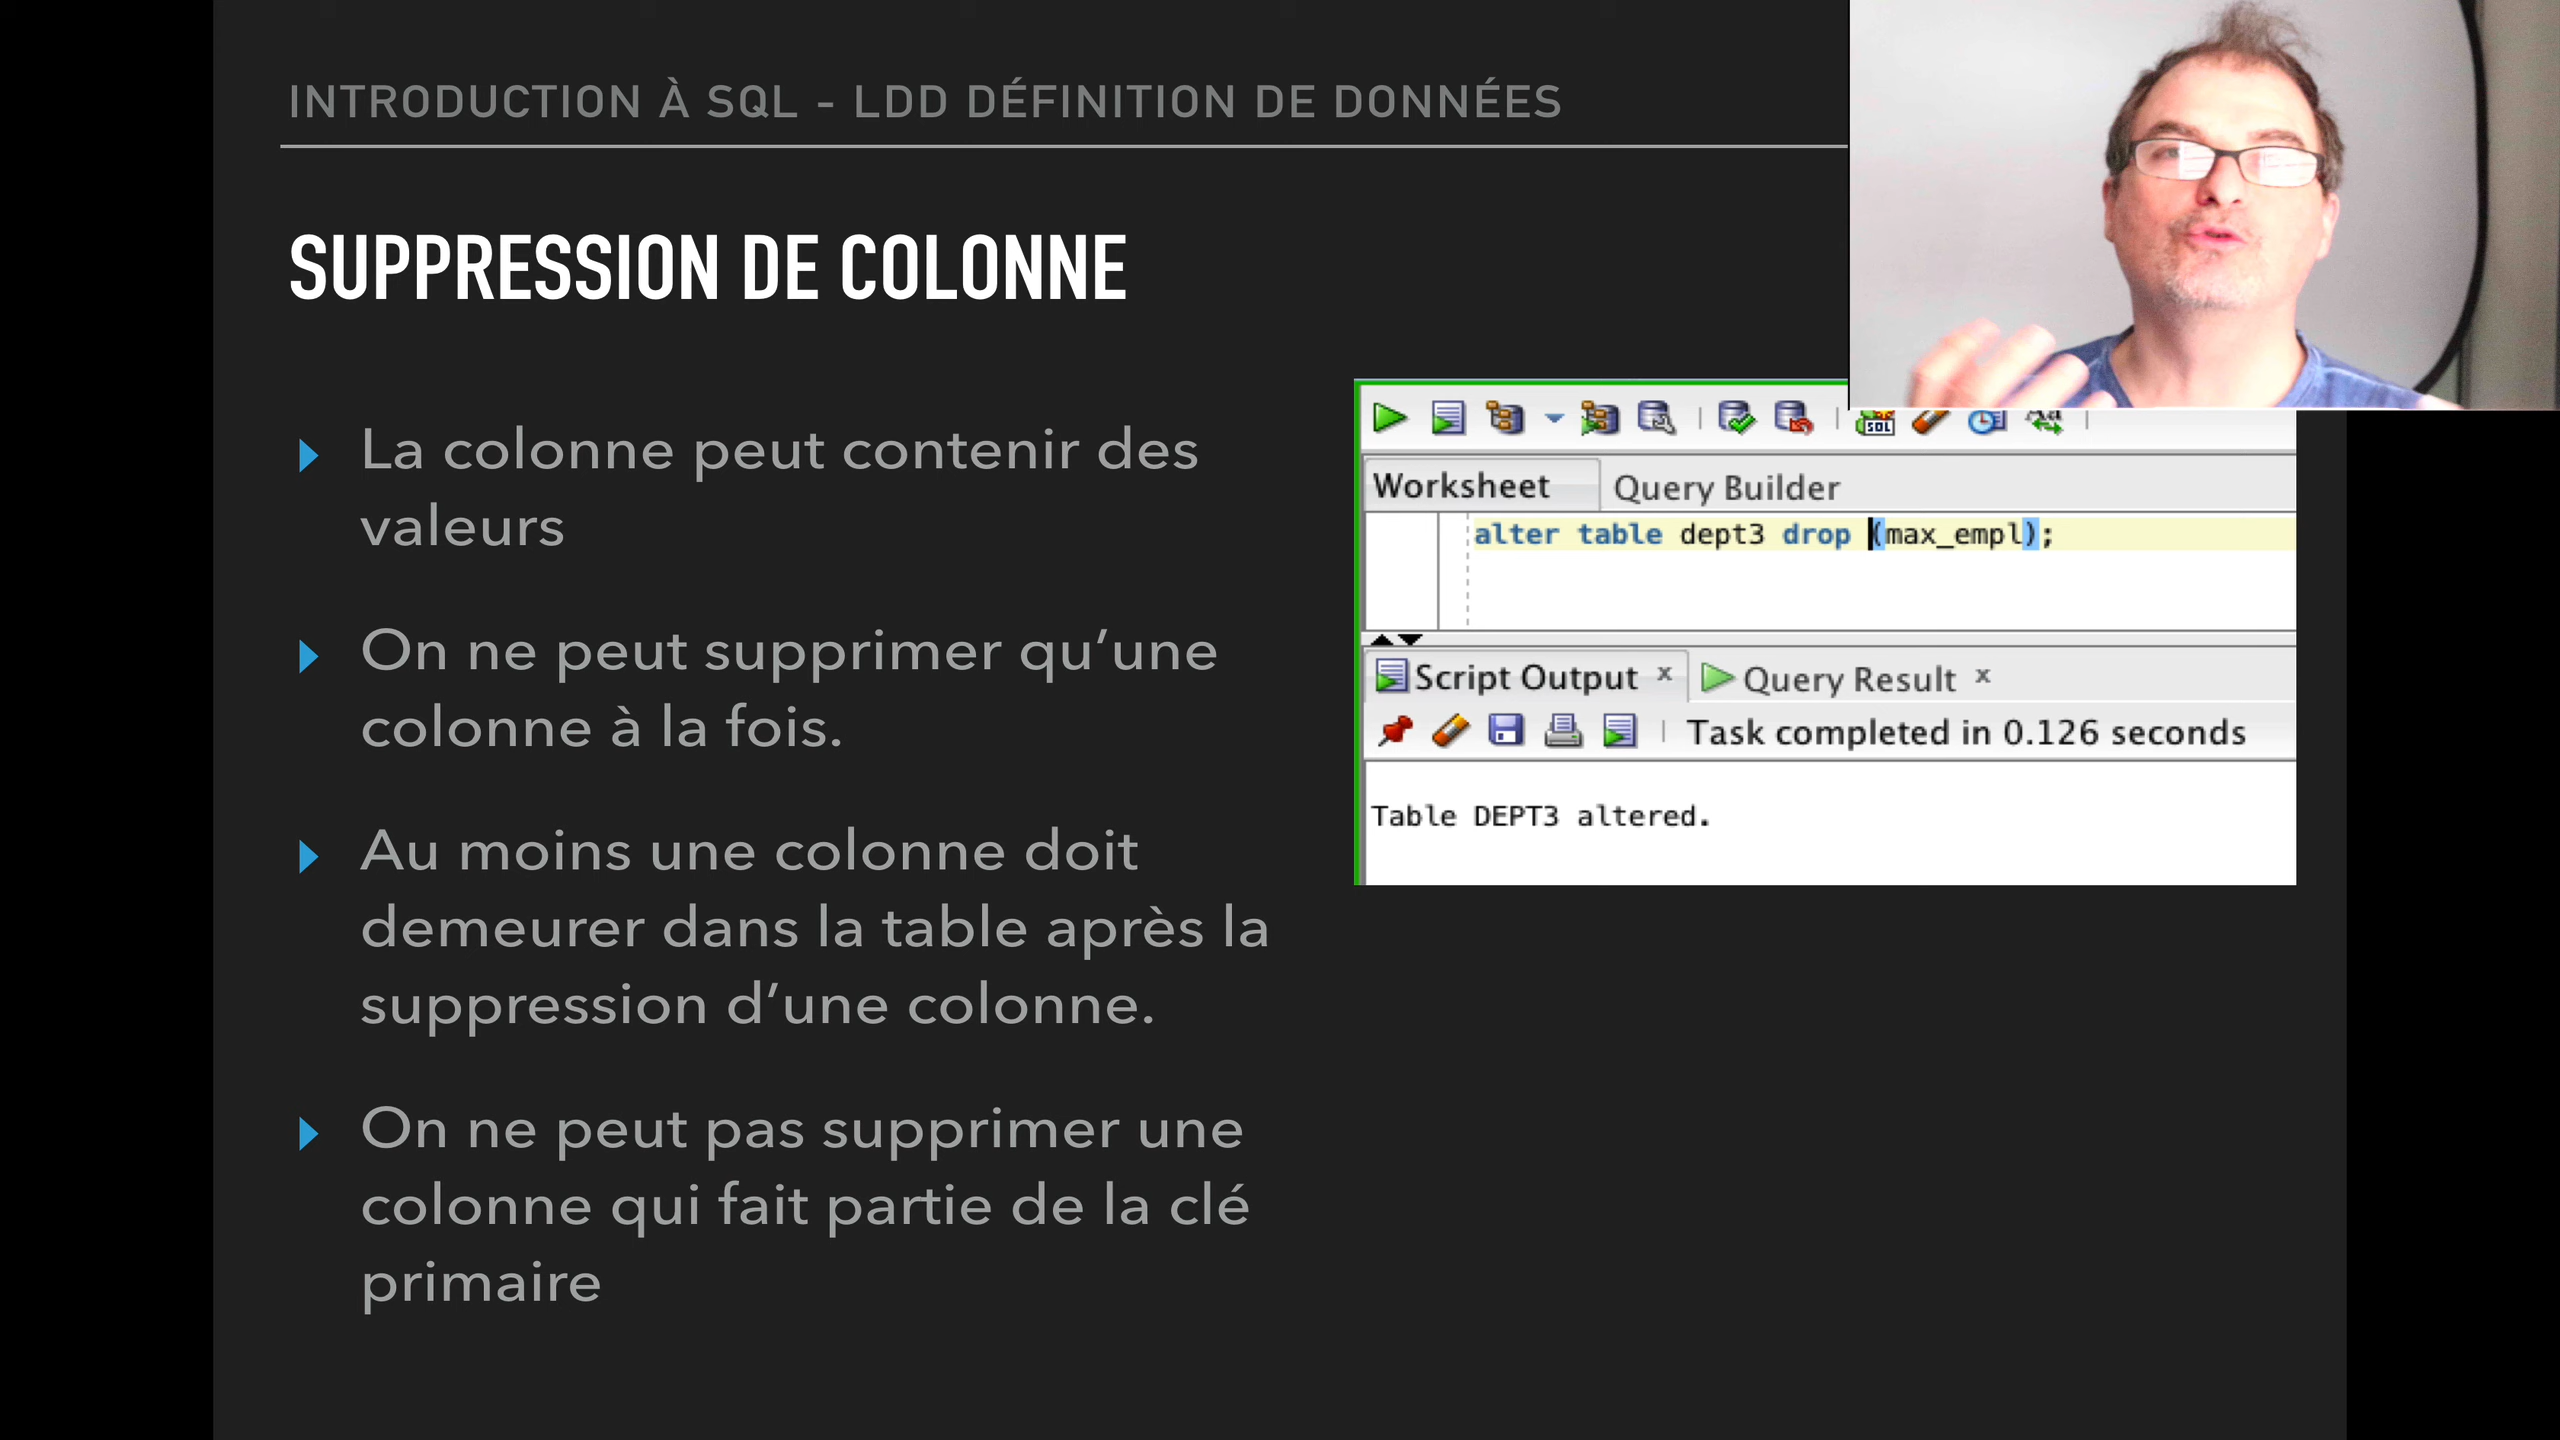 INTRODUCTION À SQL - LDD DÉFINITION DE DONNÉES
SUPPRESSION DE COLONNE
La colonne peut contenir des
valeurs
On ne peut supprimer qu’une
colonne à la fois.
Au moins une colonne doit
demeurer dans la table après la
suppression d’une colonne.
On ne peut pas supprimer une
colonne qui fait partie de la clé
primaire
SQL
Worksheet
Query Builder
alter table dept3 drop (max_empl);
Script Output x
Query Result x
Task completed in 0.126 seconds
Table DEPT3 altered.